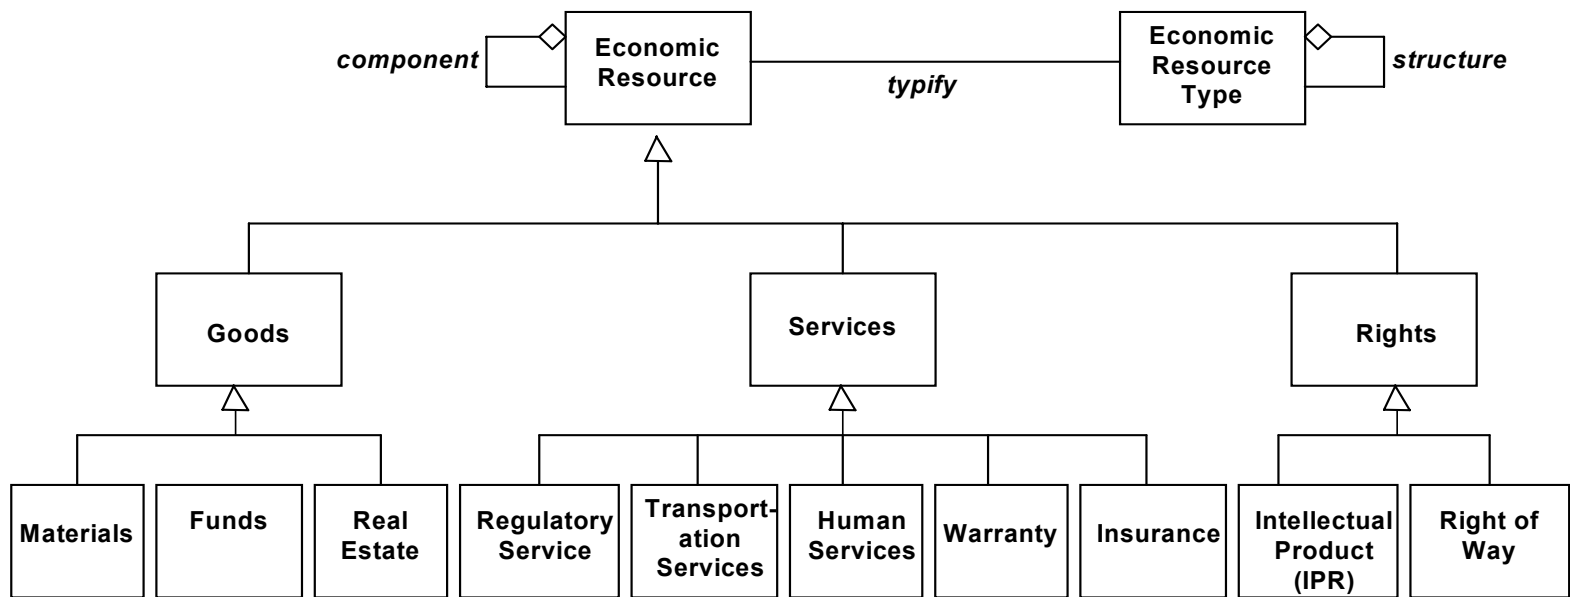 component
Economic
Resource
typify
Economic
Resource
Type
structure
Goods
Services
Rights
Materials
Funds
Real
Estate
Regulatory
Service
Transport-
ation
Services
Human
Services
Warranty
Insurance
Intellectual
Product
(IPR)
Right of
Way